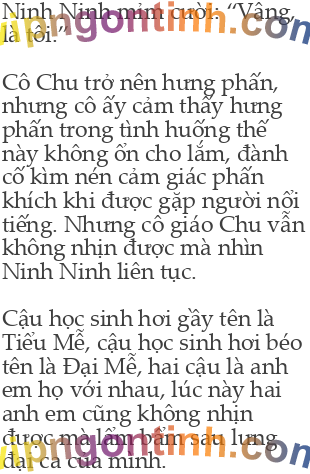 Ninh Ninh mỉm cười: “Vâng,
là tôi.”
Cô Chu trở nên hưng phấn,
nhưng cô ấy cảm thấy hưng
phấn trong tình huống thế
này không ổn cho lắm, đành
cố kìm nén cảm giác phấn
khích khi được gặp người nổi
tiếng. Nhưng cô giáo Chu vẫn
không nhịn được mà nhìn
Ninh Ninh liên tục.
Cậu học sinh hơi gầy tên là
Tiểu Mễ, cậu học sinh hơi béo
tên là Đại Mễ, hai cậu là anh
em họ với nhau, lúc này hai
anh em cũng không nhịn
được mà lẩm bẩm sau lưng
đại ca của mình.
vipngontinh.com
vipngontinh.com